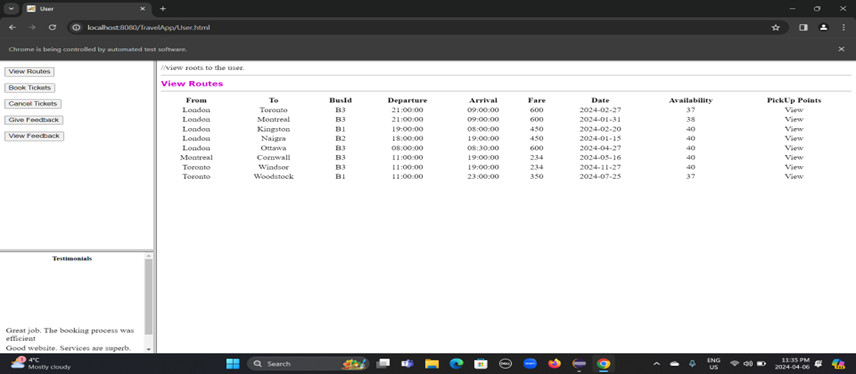 User
localhost:8080/TravelApp/User.html
Chrome is being controlled by automated test software.
View Routes
Book Tickets
Cancel Tickets
Give Feedback
View Feedback
//view roots to the user.
View Routes
From To BusId Departure Arrival Fare Date Availability PickUp Points
London Toronto B3 21:00:00 09:00:00 600 2024-02-27 37 View
London Montreal B3 21:00:00 09:00:00 600 2024-01-31 38 View
London Kingston B1 19:00:00 08:00:00 450 2024-02-20 40 View
London Naigra B2 18:00:00 19:00:00 450 2024-01-15 40 View
London Ottawa B3 08:00:00 08:30:00 600 2024-04-27 40 View
Montreal Cornwall B3 11:00:00 19:00:00 234 2024-05-16 40 View
Toronto Windsor B3 11:00:00 19:00:00 234 2024-11-27 40 View
Toronto Woodstock B1 11:00:00 23:00:00 350 2024-07-25 37 View
Testimonials
Great job. The booking process was
efficient
Good website. Services are superb.
4°C
Mostly cloudy
Search
ENG
US
11:35 PM
2024-04-06